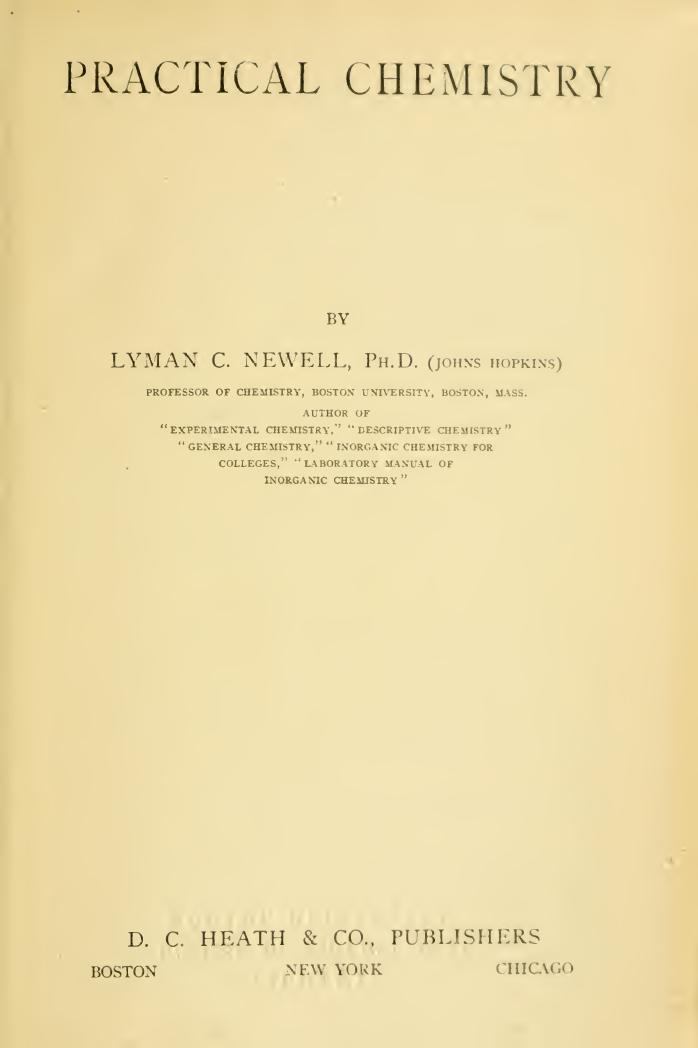 PRACTICAL CHEMISTRY
BY
LYMAN C. NEWELL, PH.D. (JOHNS HOPKINS)
PROFESSOR OF CHEMISTRY, BOSTON UNIVERSITY, BOSTON, MASS.
AUTHOR OF
"EXPERIMENTAL CHEMISTRY," "DESCRIPTIVE CHEMISTRY"
"GENERAL CHEMISTRY," "INORGANIC CHEMISTRY FOR
COLLEGES," "LABORATORY MANUAL OF
INORGANIC CHEMISTRY"
D. C. HEATH & CO., PUBLISHERS
BOSTON NEW YORK CHICAGO